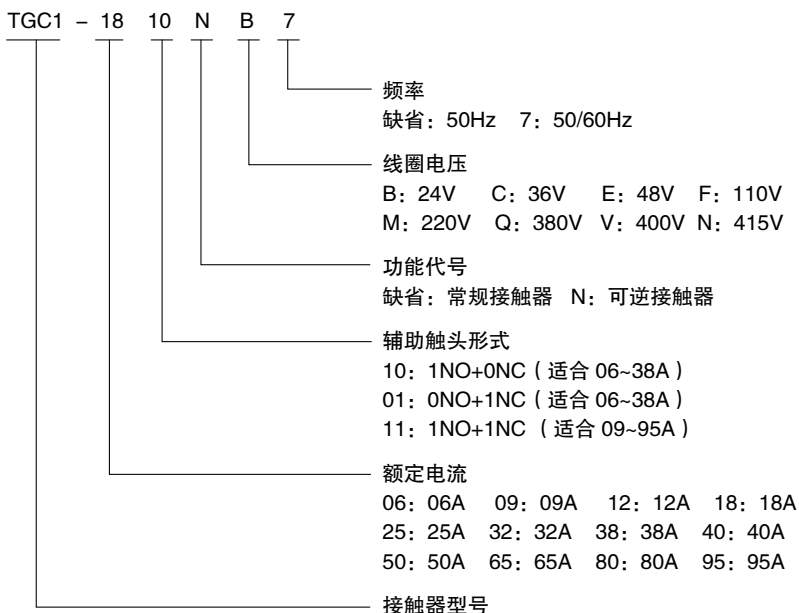 TGC1 – 18 10 N B 7
频率
缺省：50Hz 7：50/60Hz
线圈电压
B：24V C：36V E：48V F：110V
M：220V Q：380V V：400V N：415V
功能代号
缺省：常规接触器 N：可逆接触器
辅助触头形式
10：1NO+0NC（适合 06~38A）
01：0NO+1NC（适合 06~38A）
11：1NO+1NC （适合 09~95A）
额定电流
06：06A 09：09A 12：12A 18：18A
25：25A 32：32A 38：38A 40：40A
50：50A 65：65A 80：80A 95：95A
接触器型号